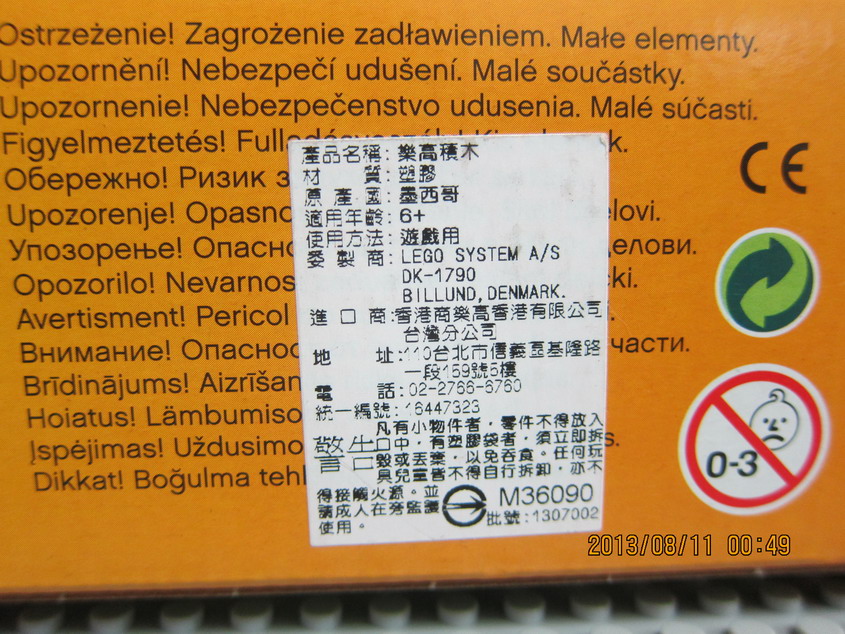 Ostrzeżenie! Zagrożenie zadławieniem. Małe elementy.
Upozornění! Nebezpečí udušení. Malé součástky.
Upozornenie! Nebezpečenstvo udusenia. Malé súčasti.
Figyelmeztetés!
Обережно! Ризик
Upozorenje!
Упозорење!
Opozorilo!
Avertisment! Pericol
Внимание! части.
Brīdinājums!
Hoiatus!
Įspėjimas!
Dikkat! Boğulma
產品名稱:樂高積木
材質:塑膠
原產國:墨西哥
適用年齡:6+
使用方法:遊戲用
委製商:LEGO SYSTEM A/S
DK-1790
BILLUND,DENMARK.
進口商:香港商樂高香港有限公司
台灣分公司
地址:110台北市信義區基隆路
一段159號5樓
電話:02-2766-6760
統一編號:16447323
警告
凡有小物件者,零件不得放入
口中,有塑膠袋者,須立即拆
毀或丟棄,以免吞食。任何玩
具兒童皆不得自行拆卸,亦不
得接觸火源。並
請成人在旁監護
使用。
M36090
批號:1307002
CE
0-3
2013/08/11 00:49